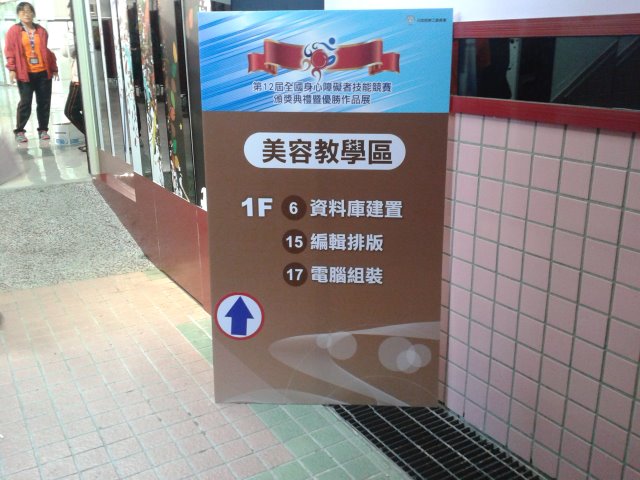 第12屆全國身心障礙者技能競賽
頒獎典禮暨優勝作品展
美容教學區
1F 6 資料庫建置
15 編輯排版
17 電腦組裝